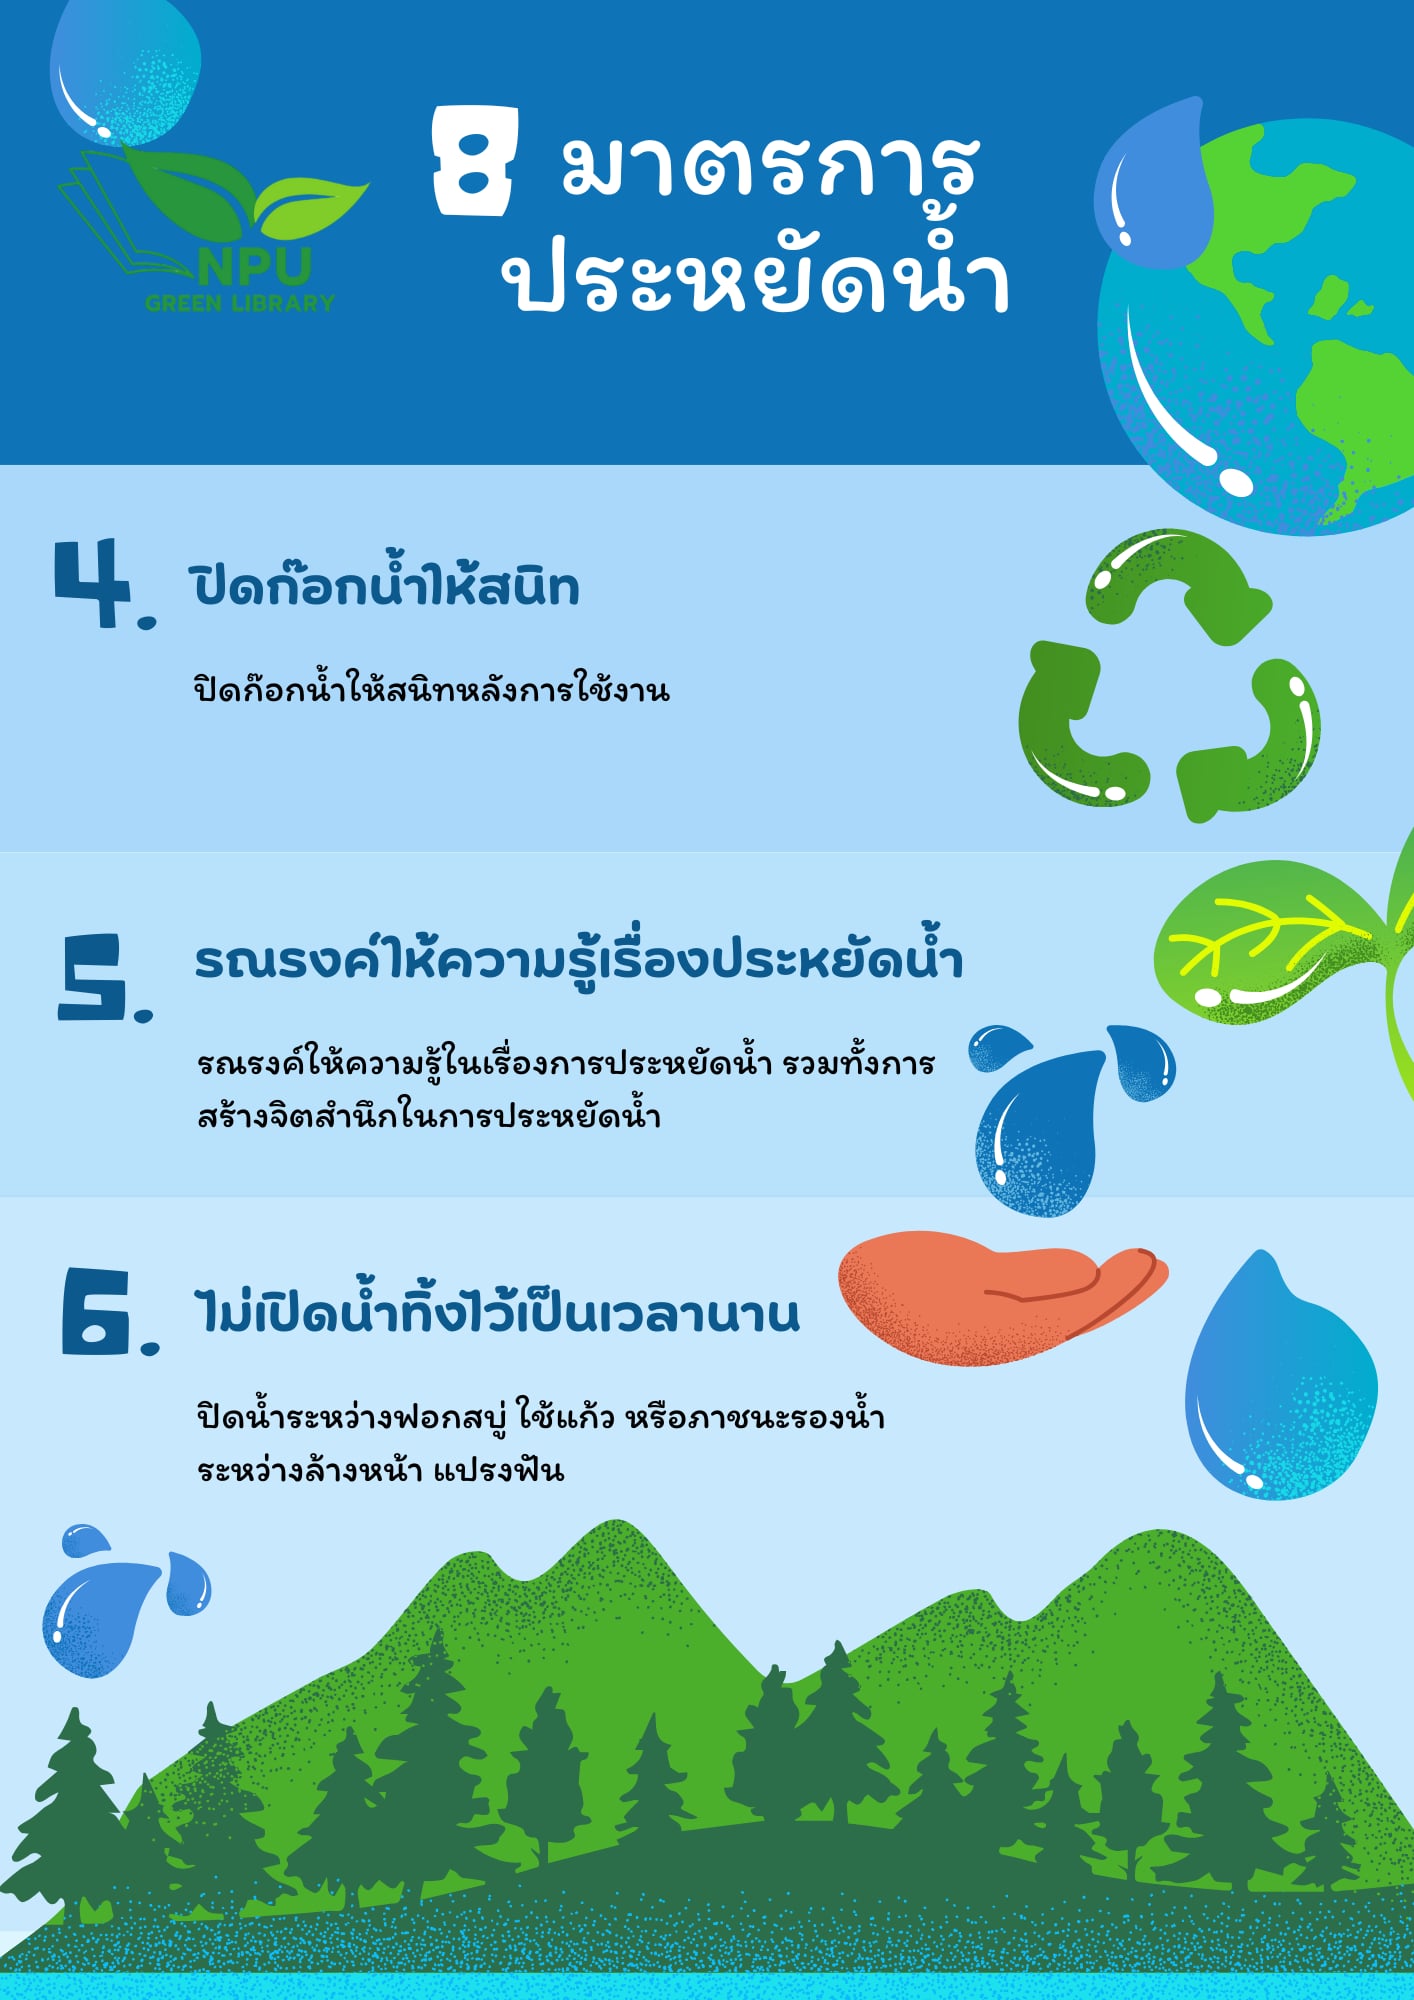 NPU
GREEN LIBRARY
8 มาตรการ
ประหยัดน้ำ
4. ปิดก๊อกน้ำให้สนิท
ปิดก๊อกน้ำให้สนิทหลังการใช้งาน
5. รณรงค์ให้ความรู้เรื่องประหยัดน้ำ
รณรงค์ให้ความรู้ในเรื่องการประหยัดน้ำ รวมทั้งการ
สร้างจิตสำนึกในการประหยัดน้ำ
6. ไม่เปิดน้ำทิ้งไว้เป็นเวลานาน
ปิดน้ำระหว่างฟอกสบู่ ใช้แก้ว หรือภาชนะรองน้ำ
ระหว่างล้างหน้า แปรงฟัน